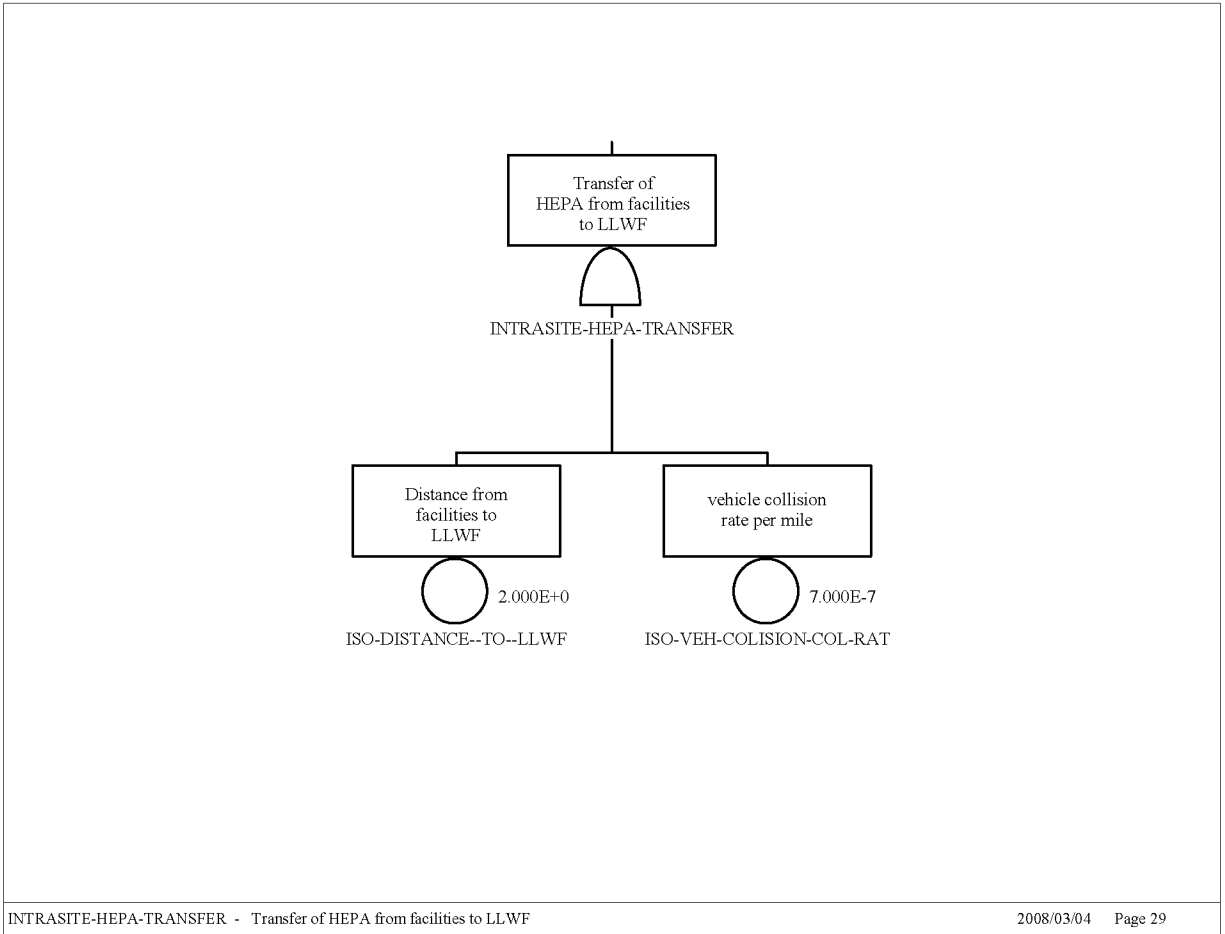 Transfer of
HEPA from facilities
to LLWF
INTRASITE-HEPA-TRANSFER
Distance from
facilities to
LLWF
2.000E+0
ISO-DISTANCE--TO--LLWF
vehicle collision
rate per mile
7.000E-7
ISO-VEH-COLISION-COL-RAT
INTRASITE-HEPA-TRANSFER - Transfer of HEPA from facilities to LLWF
2008/03/04 Page 29